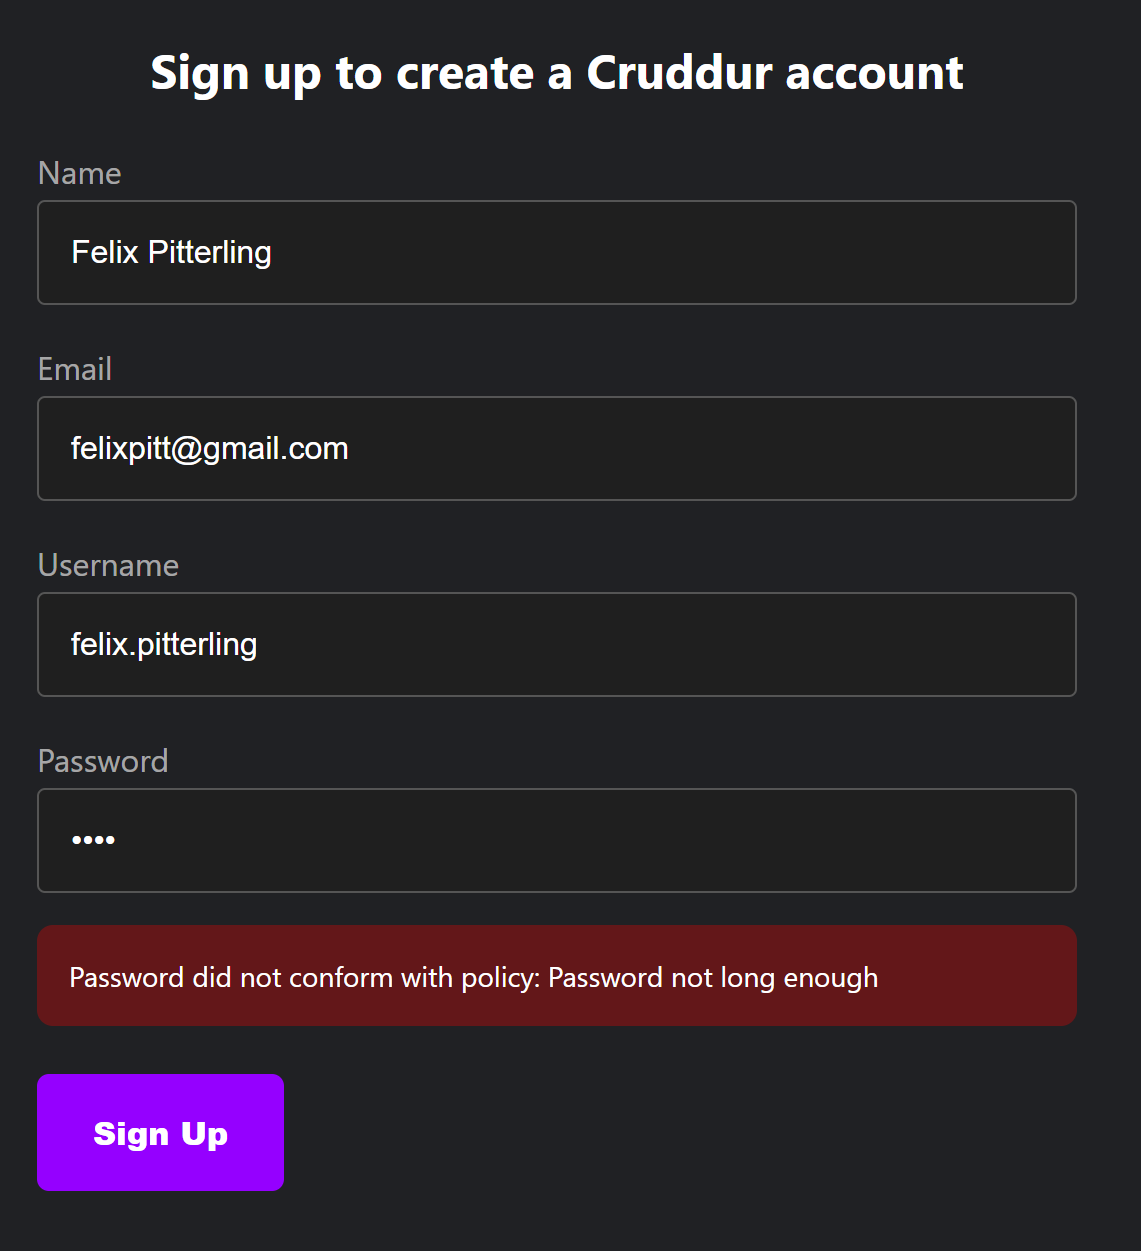 Sign up to create a Cruddur account
Name
Felix Pitterling
Email
felixpitt@gmail.com
Username
felix.pitterling
Password
••••
Password did not conform with policy: Password not long enough
Sign Up